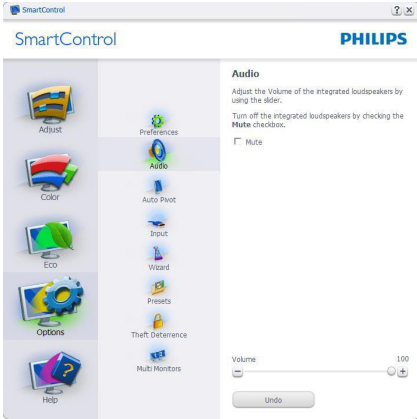 SmartControl
SmartControl
PHILIPS
Adjust
Color
Eco
Options
Help
Preferences
Audio
Auto Pivot
Input
Wizard
Presets
Theft Deterrence
Multi Monitors
Audio
Adjust the Volume of the integrated loudspeakers by
using the slider.
Turn off the integrated loudspeakers by checking the
Mute checkbox.
Mute
Volume 100
Undo